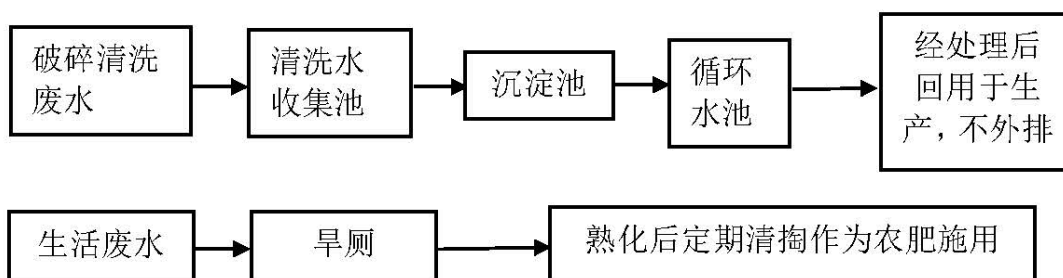 破碎清洗
废水
清洗水
收集池
沉淀池
循环
水池
经处理后
回用于生
产，不外排
生活废水
旱厕
熟化后定期清掏作为农肥施用